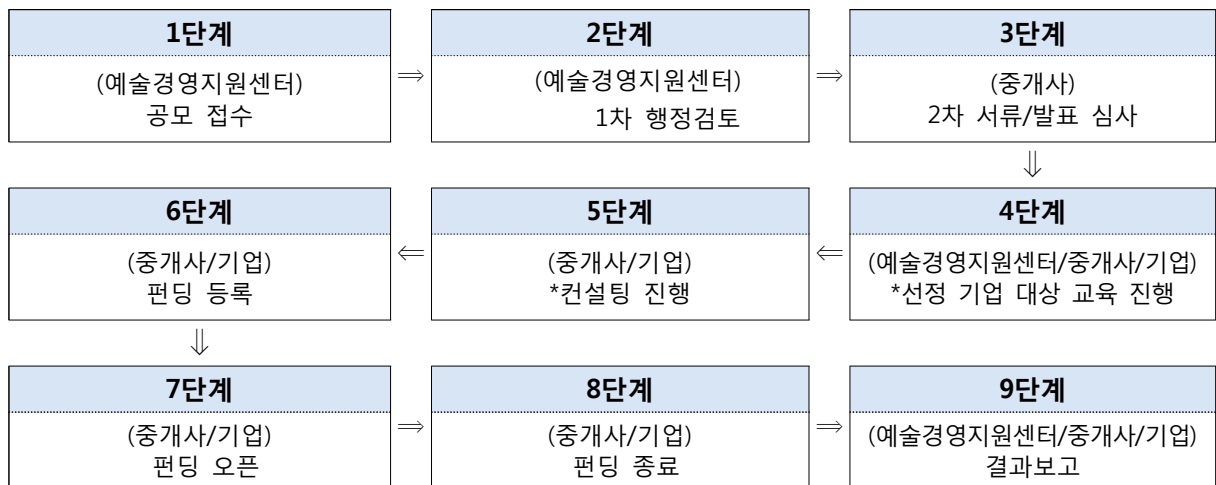 1단계
(예술경영지원센터)
공모 접수
⇒
2단계
(예술경영지원센터)
1차 행정검토
⇒
3단계
(중개사)
2차 서류/발표 심사
⇓
4단계
(예술경영지원센터/중개사/기업)
*선정 기업 대상 교육 진행
⇐
5단계
(중개사/기업)
*컨설팅 진행
⇐
6단계
(중개사/기업)
펀딩 등록
⇓
7단계
(중개사/기업)
펀딩 오픈
⇒
8단계
(중개사/기업)
펀딩 종료
⇒
9단계
(예술경영지원센터/중개사/기업)
결과보고